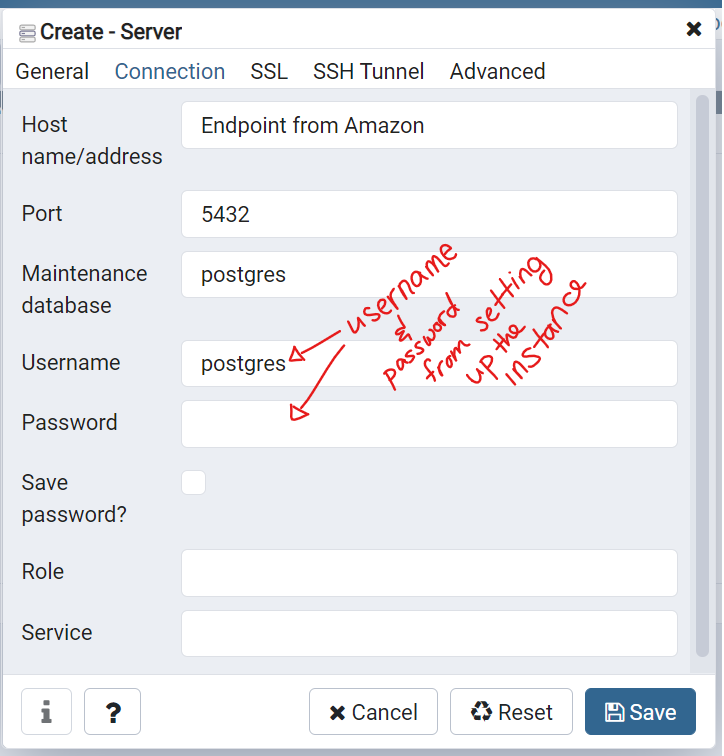 Create - Server
General Connection SSL SSH Tunnel Advanced
Host name/address
Endpoint from Amazon
Port
5432
Maintenance database
postgres
Username
postgres
username
&
password
from setting
up the
instance
Password
Save password?
Role
Service
i ? Cancel Reset Save